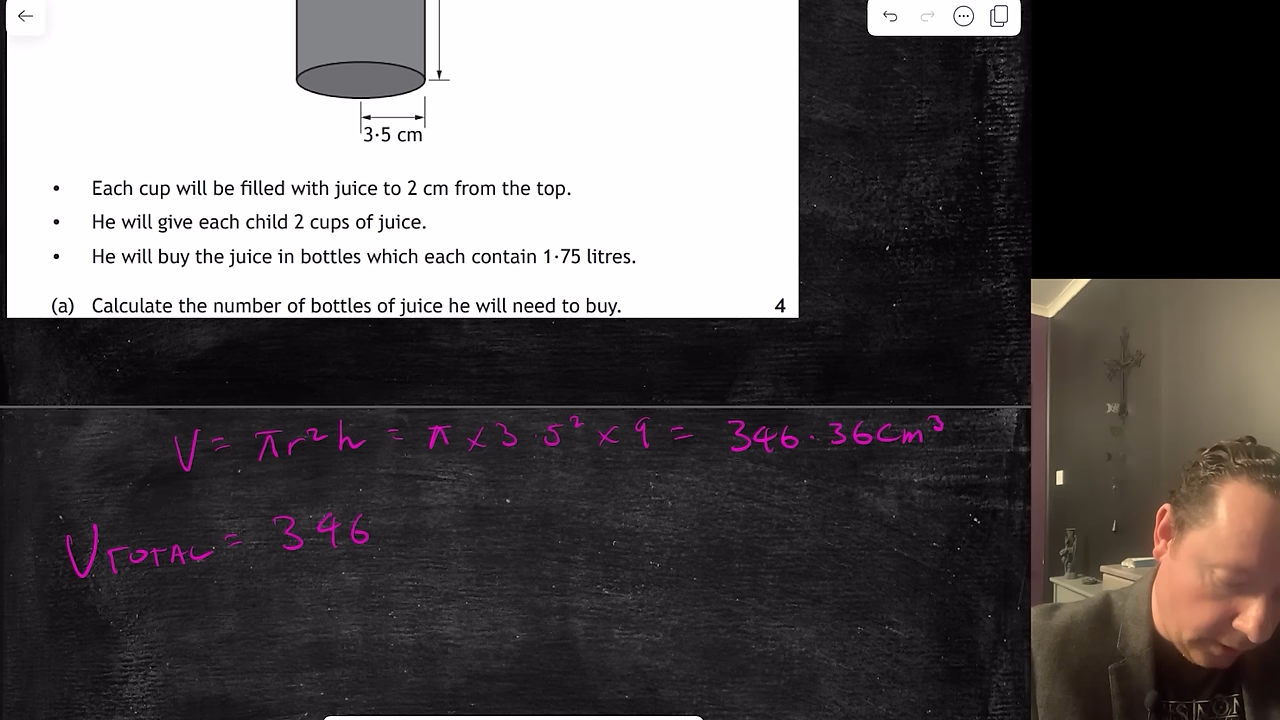 3·5 cm
• Each cup will be filled with juice to 2 cm from the top.
• He will give each child 2 cups of juice.
• He will buy the juice in bottles which each contain 1·75 litres.
(a) Calculate the number of bottles of juice he will need to buy. 4
V = πr²h = π × 3.5² × 9 = 346.36cm³
VTOTAL = 346